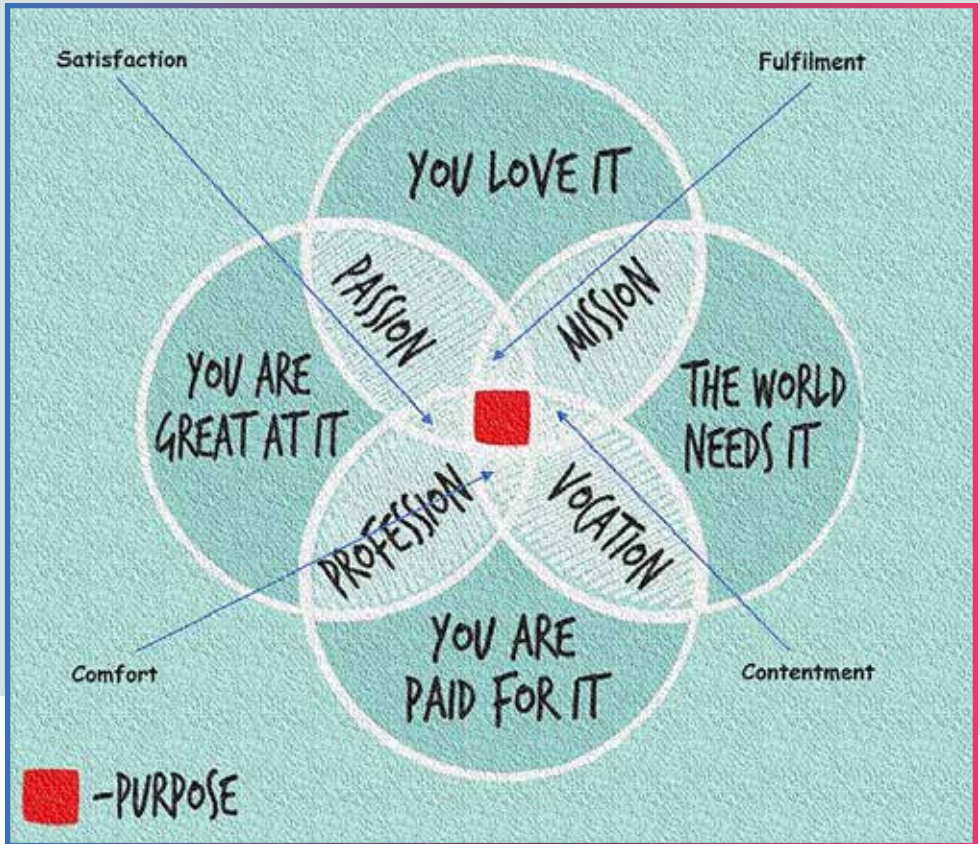 Satisfaction
Fulfilment
YOU LOVE IT
PASSION
MISSION
YOU ARE
GREAT AT IT
THE WORLD
NEEDS IT
PROFESSION
VOCATION
YOU ARE
PAID FOR IT
Comfort
Contentment
-PURPOSE